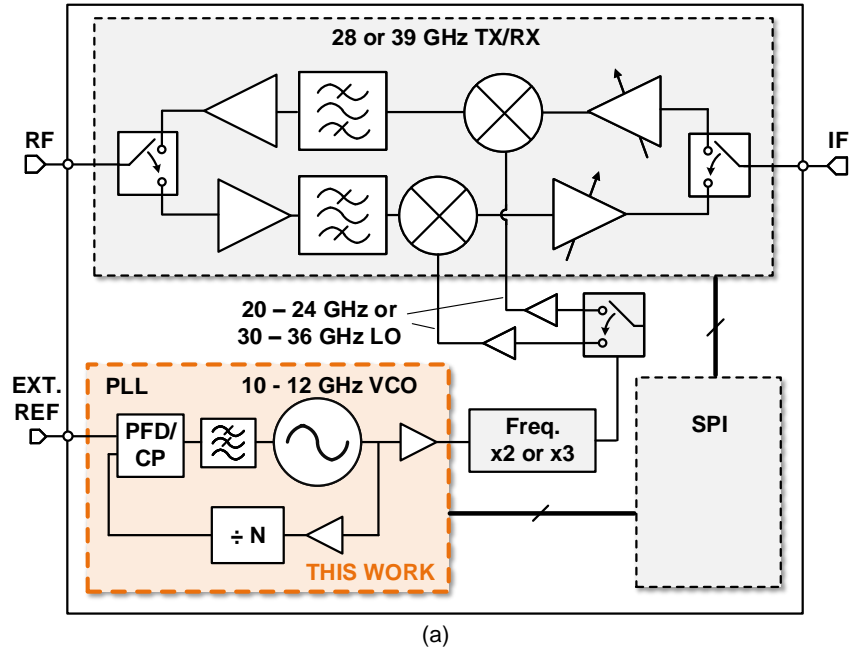 28 or 39 GHz TX/RX
RF
IF
20 – 24 GHz or
30 – 36 GHz LO
EXT.
REF
PLL
10 - 12 GHz VCO
PFD/
CP
Freq.
x2 or x3
SPI
÷ N
THIS WORK
(a)